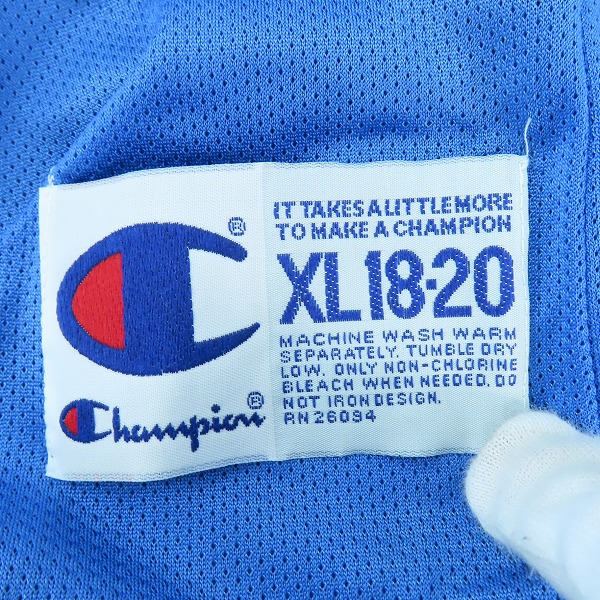 IT TAKES A LITTLE MORE
TO MAKE A CHAMPION
XL 18-20
MACHINE WASH WARM
SEPARATELY. TUMBLE DRY
LOW. ONLY NON-CHLORINE
BLEACH WHEN NEEDED. DO
NOT IRON DESIGN.
RN 26094
®
Champion®